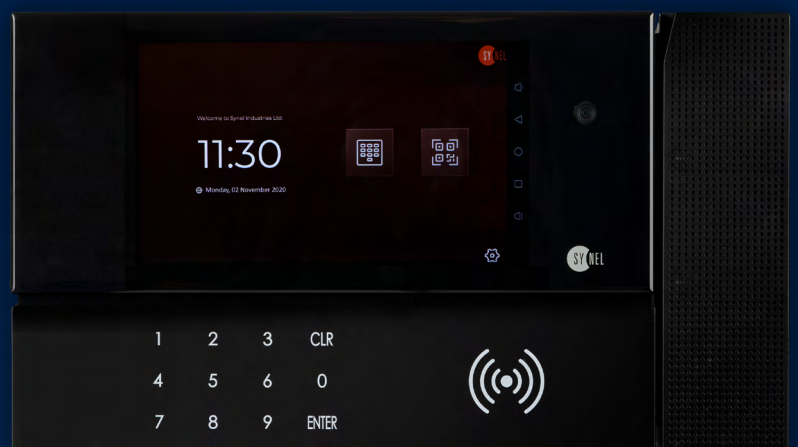 SYNEL
Welcome to Synel Industries Ltd.
11:30
Monday, 02 November 2020
SYNEL
1 2 3 CLR
4 5 6 0
7 8 9 ENTER